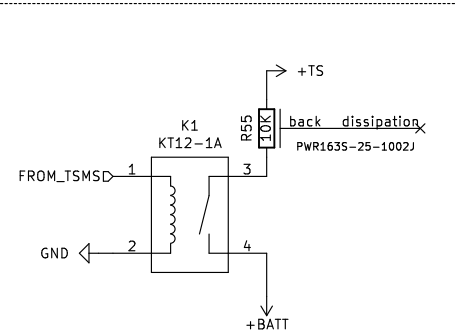 +TS
R55
10K
back dissipation
PWR163S-25-1002J
K1
KT12-1A
FROM_TSMS
1
3
GND
2
4
+BATT